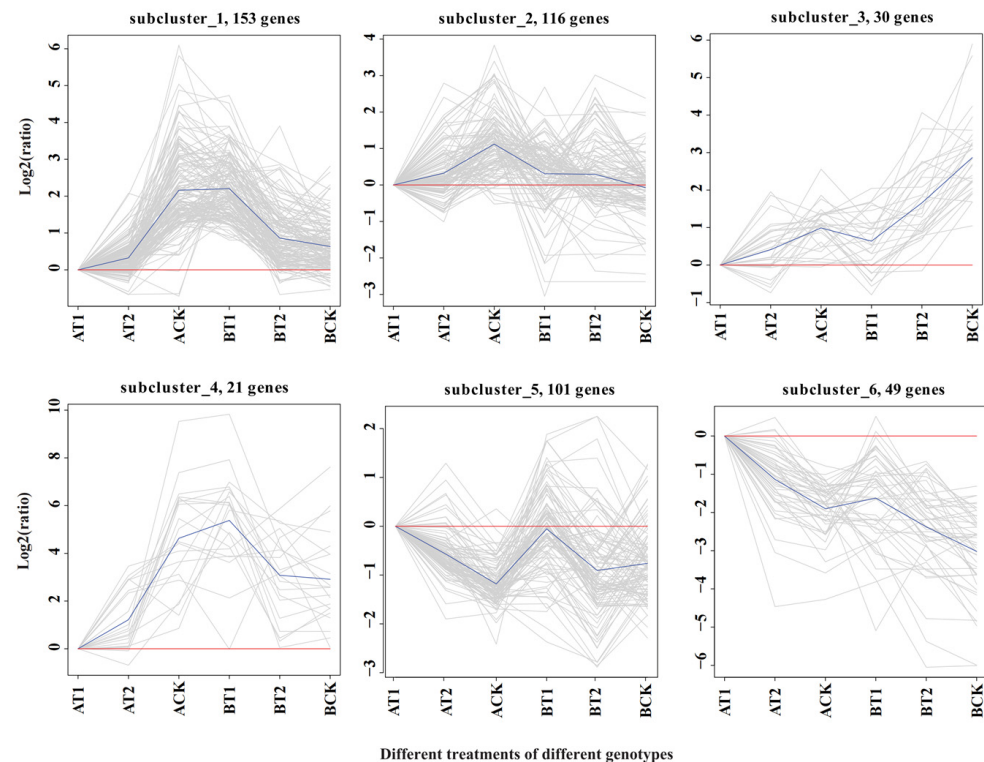 subcluster_1, 153 genes
subcluster_2, 116 genes
subcluster_3, 30 genes
Log2(ratio)
6
5
4
3
2
1
0
AT1 AT2 ACK BT1 BT2 BCK
4
3
2
1
0
−1
−2
−3
AT1 AT2 ACK BT1 BT2 BCK
6
5
4
3
2
1
0
−1
AT1 AT2 ACK BT1 BT2 BCK
subcluster_4, 21 genes
subcluster_5, 101 genes
subcluster_6, 49 genes
Log2(ratio)
10
8
6
4
2
0
AT1 AT2 ACK BT1 BT2 BCK
2
1
0
−1
−2
−3
AT1 AT2 ACK BT1 BT2 BCK
0
−1
−2
−3
−4
−5
−6
AT1 AT2 ACK BT1 BT2 BCK
Different treatments of different genotypes